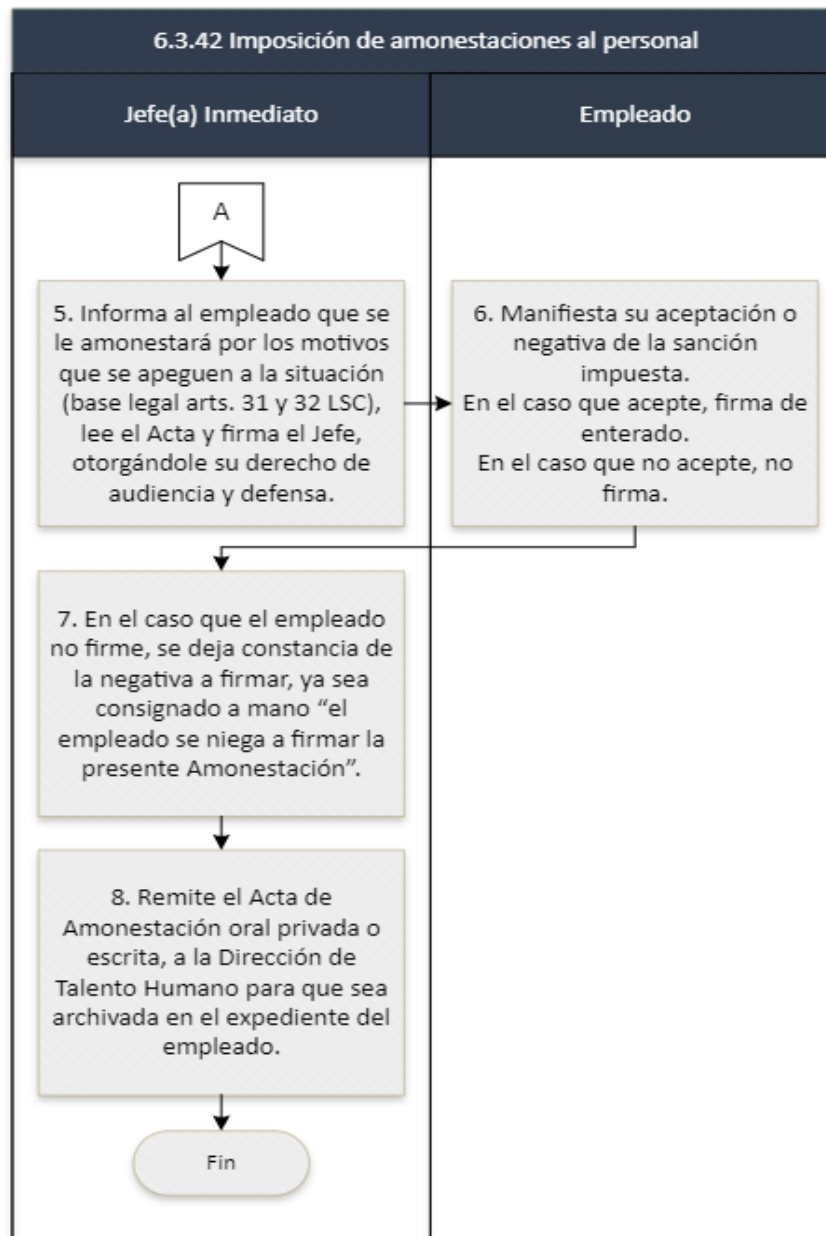 6.3.42 Imposición de amonestaciones al personal
Jefe(a) Inmediato
Empleado
A
5. Informa al empleado que se
le amonestará por los motivos
que se apeguen a la situación
(base legal arts. 31 y 32 LSC),
lee el Acta y firma el Jefe,
otorgándole su derecho de
audiencia y defensa.
6. Manifiesta su aceptación o
negativa de la sanción
impuesta.
En el caso que acepte, firma de
enterado.
En el caso que no acepte, no
firma.
7. En el caso que el empleado
no firme, se deja constancia de
la negativa a firmar, ya sea
consignado a mano “el
empleado se niega a firmar la
presente Amonestación”.
8. Remite el Acta de
Amonestación oral privada o
escrita, a la Dirección de
Talento Humano para que sea
archivada en el expediente del
empleado.
Fin